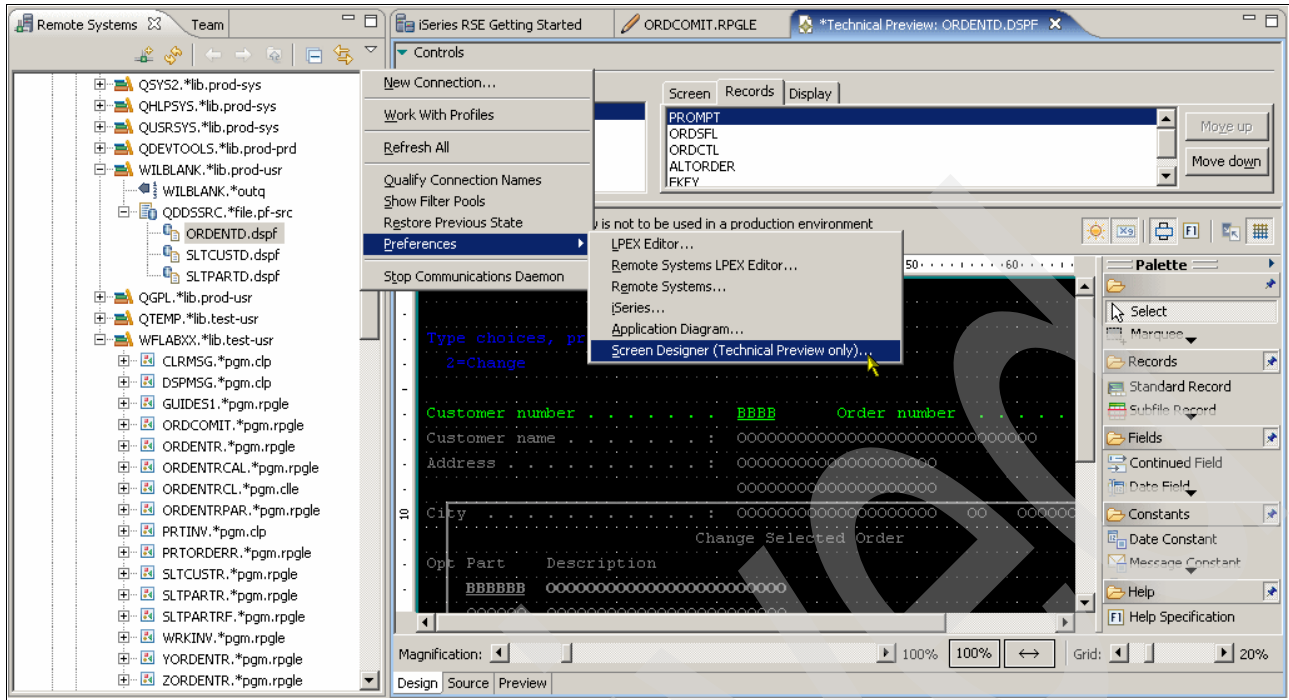 Remote Systems
Team
iSeries RSE Getting Started
ORDCOMIT.RPGLE
*Technical Preview: ORDENTD.DSPF
QSYS2.*lib.prod-sys
QHLPSYS.*lib.prod-sys
QUSRSYS.*lib.prod-sys
QDEVTOOLS.*lib.prod-prd
WILBLANK.*lib.prod-usr
WILBLANK.*outq
QDDSSRC.*file.pf-src
ORDENTD.dspf
SLTCUSTD.dspf
SLTPARTD.dspf
QGPL.*lib.prod-usr
QTEMP.*lib.test-usr
WFLABXX.*lib.test-usr
CLRMSG.*pgm.clp
DSPMSG.*pgm.clp
GUIDES1.*pgm.rpgle
ORDCOMIT.*pgm.rpgle
ORDENTR.*pgm.rpgle
ORDENTRCAL.*pgm.rpgle
ORDENTRCL.*pgm.clle
ORDENTRPAR.*pgm.rpgle
PRTINV.*pgm.clp
PRTORDERR.*pgm.rpgle
SLTCUSTR.*pgm.rpgle
SLTPARTR.*pgm.rpgle
SLTPARTRF.*pgm.rpgle
WRKINV.*pgm.rpgle
YORDENTR.*pgm.rpgle
ZORDENTR.*pgm.rpgle
New Connection...
Work With Profiles
Refresh All
Qualify Connection Names
Show Filter Pools
Restore Previous State
Preferences
Stop Communications Daemon
LPEX Editor...
Remote Systems LPEX Editor...
Remote Systems...
iSeries...
Application Diagram...
Screen Designer (Technical Preview only)...
Controls
Screen
Records
Display
PROMPT
ORDSFL
ORDCTL
ALTORDER
FKEY
Move up
Move down
is not to be used in a production environment
50
60
Type choices, pr
2=Change
Customer number . . . . . . . BBBB Order number . . . . .
Customer name . . . . . . . : OOOOOOOOOOOOOOOOOOOOOOOOOOOOOO
Address . . . . . . . . . . : OOOOOOOOOOOOOOOOOOOO
OOOOOOOOOOOOOOOOOOOO
10
City . . . . . . . . . . : OOOOOOOOOOOOOOOOOOOO OO OOOOO
Change Selected Order
Opt Part Description
BBBBBB OOOOOOOOOOOOOOOOOOOOOOOO
Palette
Select
Marquee
Records
Standard Record
Subfile Record
Fields
Continued Field
Date Field
Constants
Date Constant
Message Constant
Help
F1 Help Specification
Magnification:
100%
100%
Grid:
20%
Design
Source
Preview